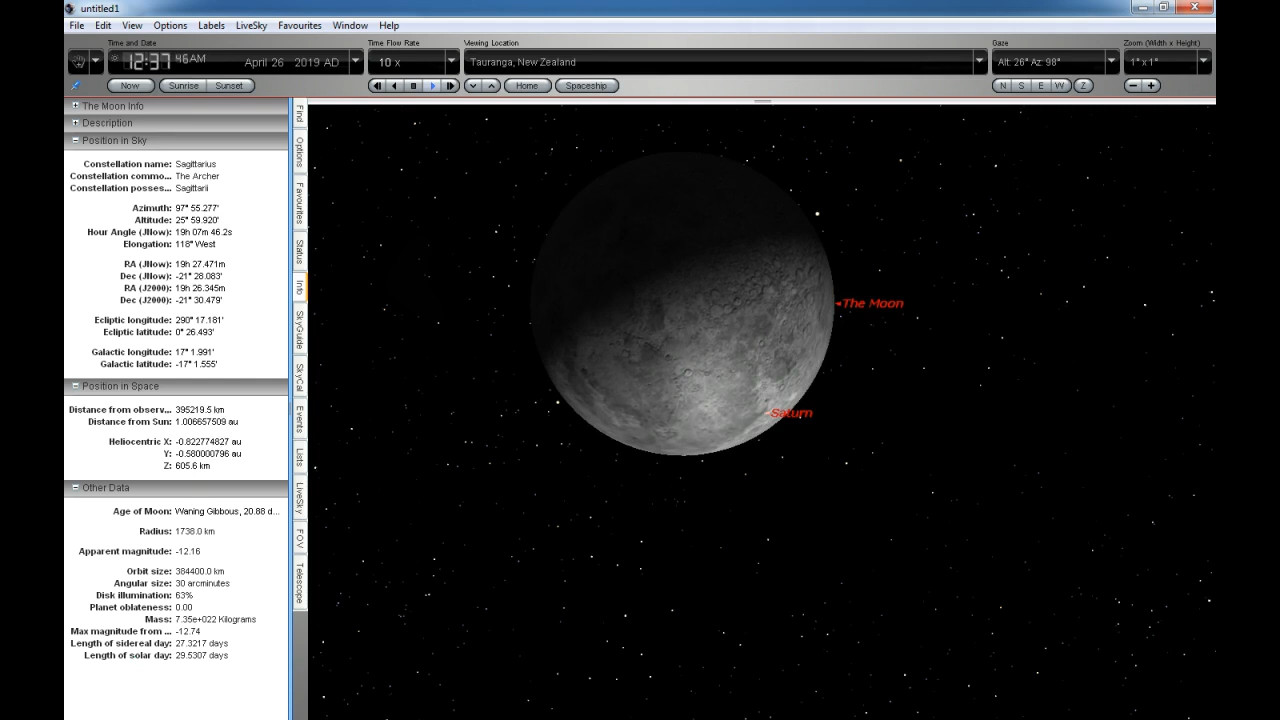 untitled1
File Edit View Options Labels LiveSky Favourites Window Help
Time and Date Time Flow Rate Viewing Location Gaze Zoom (Width x Height)
12:37 46AM April 26 2019 AD 10 x Tauranga, New Zealand Alt: 26° Az: 98° 1° x 1°
Now Sunrise Sunset Home Spaceship N S E W Z
The Moon Info
Description
Position in Sky
Constellation name: Sagittarius
Constellation commo... The Archer
Constellation posses... Sagittarii
Azimuth: 97° 55.277'
Altitude: 25° 59.920'
Hour Angle (JNow): 19h 07m 46.2s
Elongation: 118° West
RA (JNow): 19h 27.471m
Dec (JNow): -21° 28.083'
RA (J2000): 19h 26.345m
Dec (J2000): -21° 30.479'
Ecliptic longitude: 290° 17.181'
Ecliptic latitude: 0° 26.493'
Galactic longitude: 17° 1.991'
Galactic latitude: -17° 1.555'
Position in Space
Distance from observ... 395219.5 km
Distance from Sun: 1.006657509 au
Heliocentric X: -0.822774827 au
Y: -0.580000796 au
Z: 605.6 km
Other Data
Age of Moon: Waning Gibbous, 20.88 d...
Radius: 1738.0 km
Apparent magnitude: -12.16
Orbit size: 384400.0 km
Angular size: 30 arcminutes
Disk illumination: 63%
Planet oblateness: 0.00
Mass: 7.35e+022 Kilograms
Max magnitude from ... -12.74
Length of sidereal day: 27.3217 days
Length of solar day: 29.5307 days
Find
Options
Favourites
Status
Info
SkyGuide
SkyCal
Events
Lists
LiveSky
FOV
Telescope
The Moon
Saturn